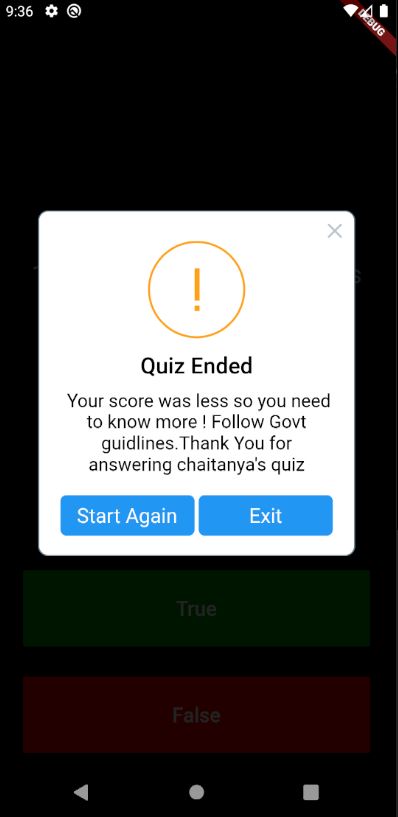 9:36
DEBUG
Quiz Ended
Your score was less so you need
to know more ! Follow Govt
guidlines.Thank You for
answering chaitanya's quiz
Start Again
Exit
True
False